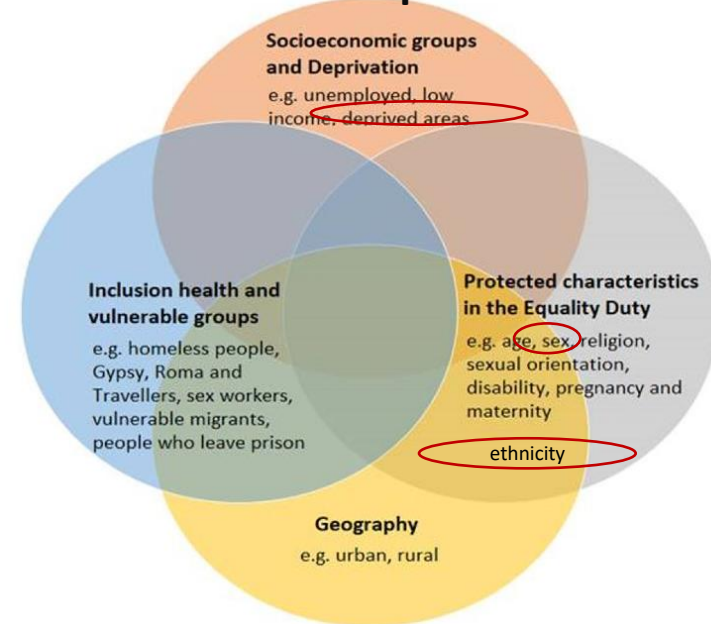 Socioeconomic groups
and Deprivation
e.g. unemployed, low
income, deprived areas
Inclusion health and
vulnerable groups
e.g. homeless people,
Gypsy, Roma and
Travellers, sex workers,
vulnerable migrants,
people who leave prison
Protected characteristics
in the Equality Duty
e.g. age, sex, religion,
sexual orientation,
disability, pregnancy and
maternity
ethnicity
Geography
e.g. urban, rural